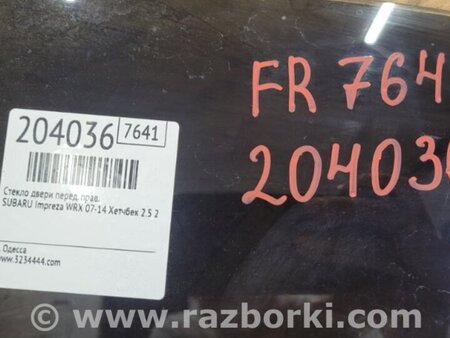 204036 7641
Стекло двери перед. прав.
SUBARU Impreza WRX 07-14 Хетчбек 2.5 2
Одесса
www.3234444.com
FR 764
204036
www.razborki.com